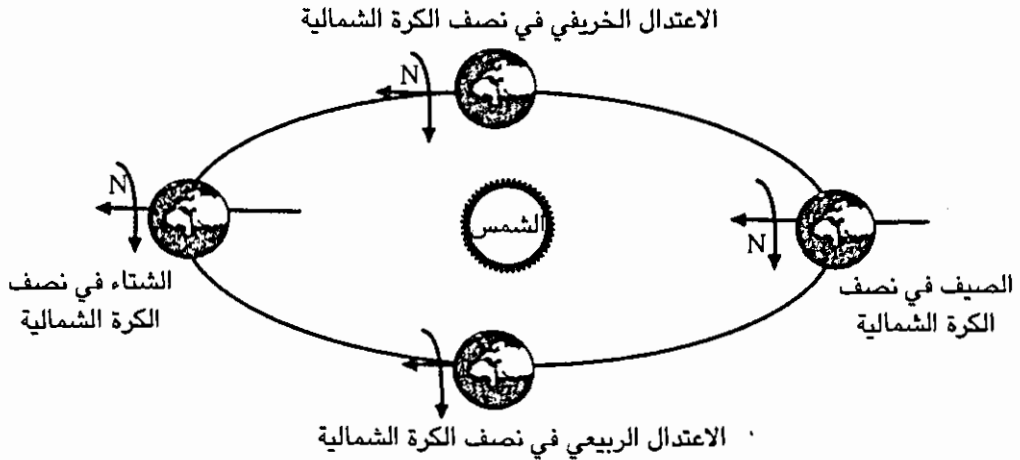 الاعتدال الخريفي في نصف الكرة الشمالية
N
N
الشمس
N
الشتاء في نصف
الكرة الشمالية
الصيف في نصف
الكرة الشمالية
الاعتدال الربيعي في نصف الكرة الشمالية